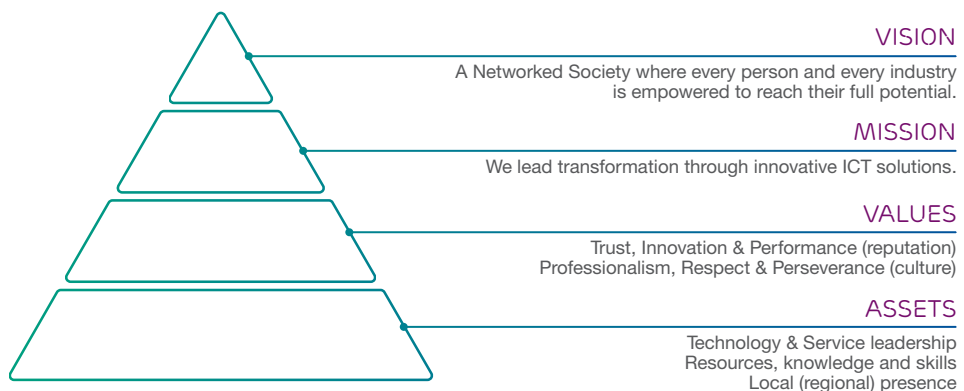 VISION
A Networked Society where every person and every industry
is empowered to reach their full potential.
MISSION
We lead transformation through innovative ICT solutions.
VALUES
Trust, Innovation & Performance (reputation)
Professionalism, Respect & Perseverance (culture)
ASSETS
Technology & Service leadership
Resources, knowledge and skills
Local (regional) presence